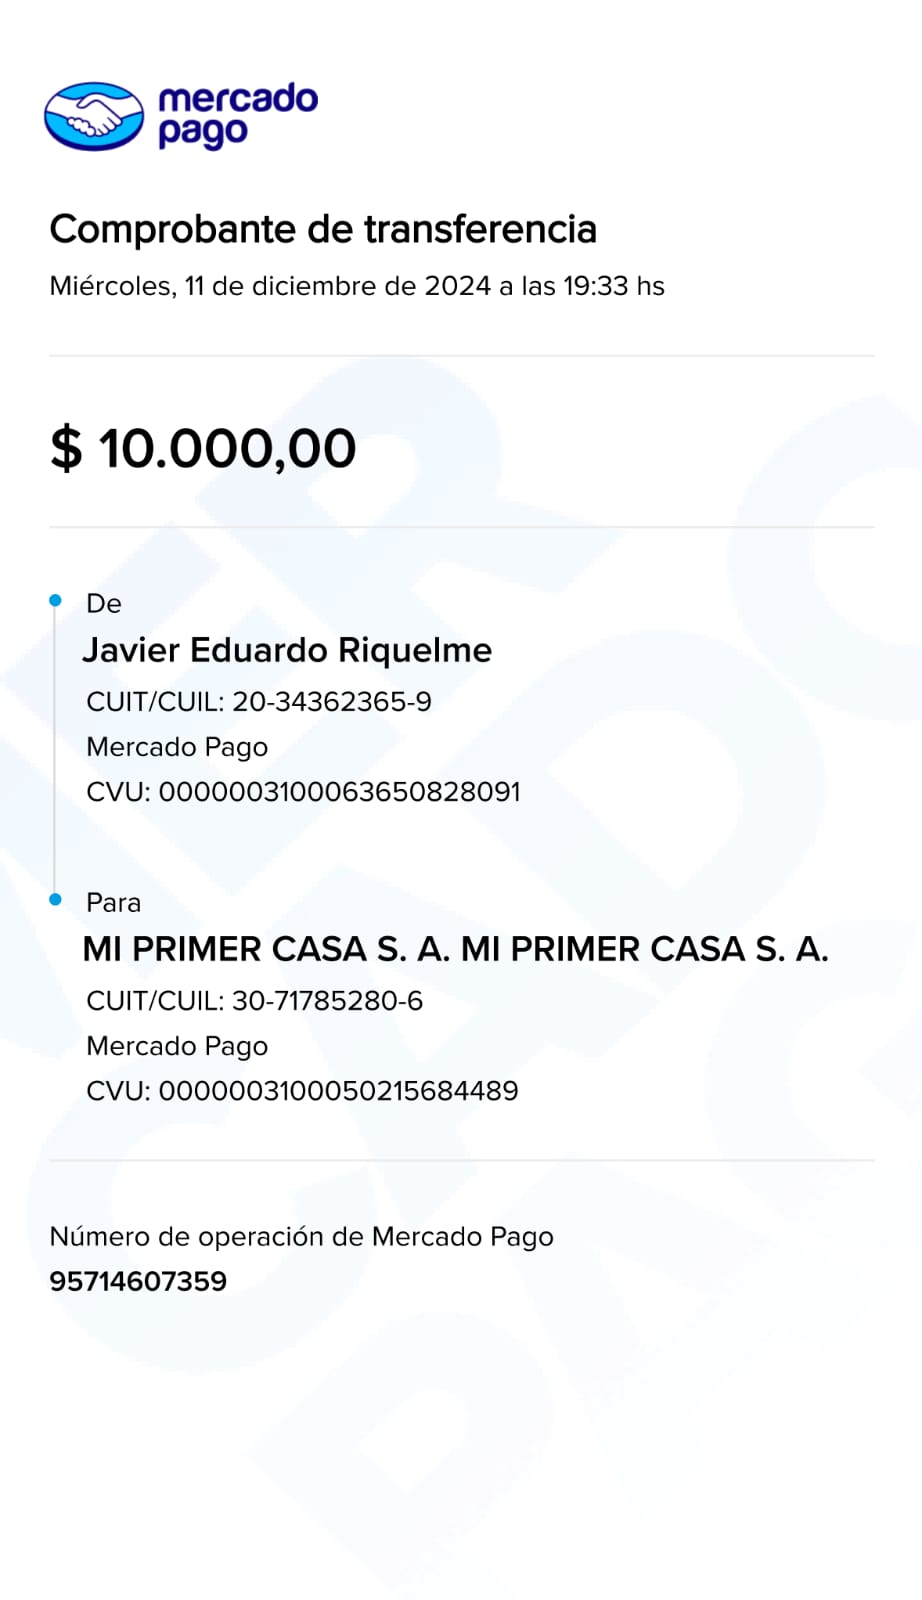 mercado
pago
Comprobante de transferencia
Miércoles, 11 de diciembre de 2024 a las 19:33 hs
$ 10.000,00
De
Javier Eduardo Riquelme
CUIT/CUIL: 20-34362365-9
Mercado Pago
CVU: 0000003100063650828091
Para
MI PRIMER CASA S. A. MI PRIMER CASA S. A.
CUIT/CUIL: 30-71785280-6
Mercado Pago
CVU: 0000003100050215684489
Número de operación de Mercado Pago
95714607359